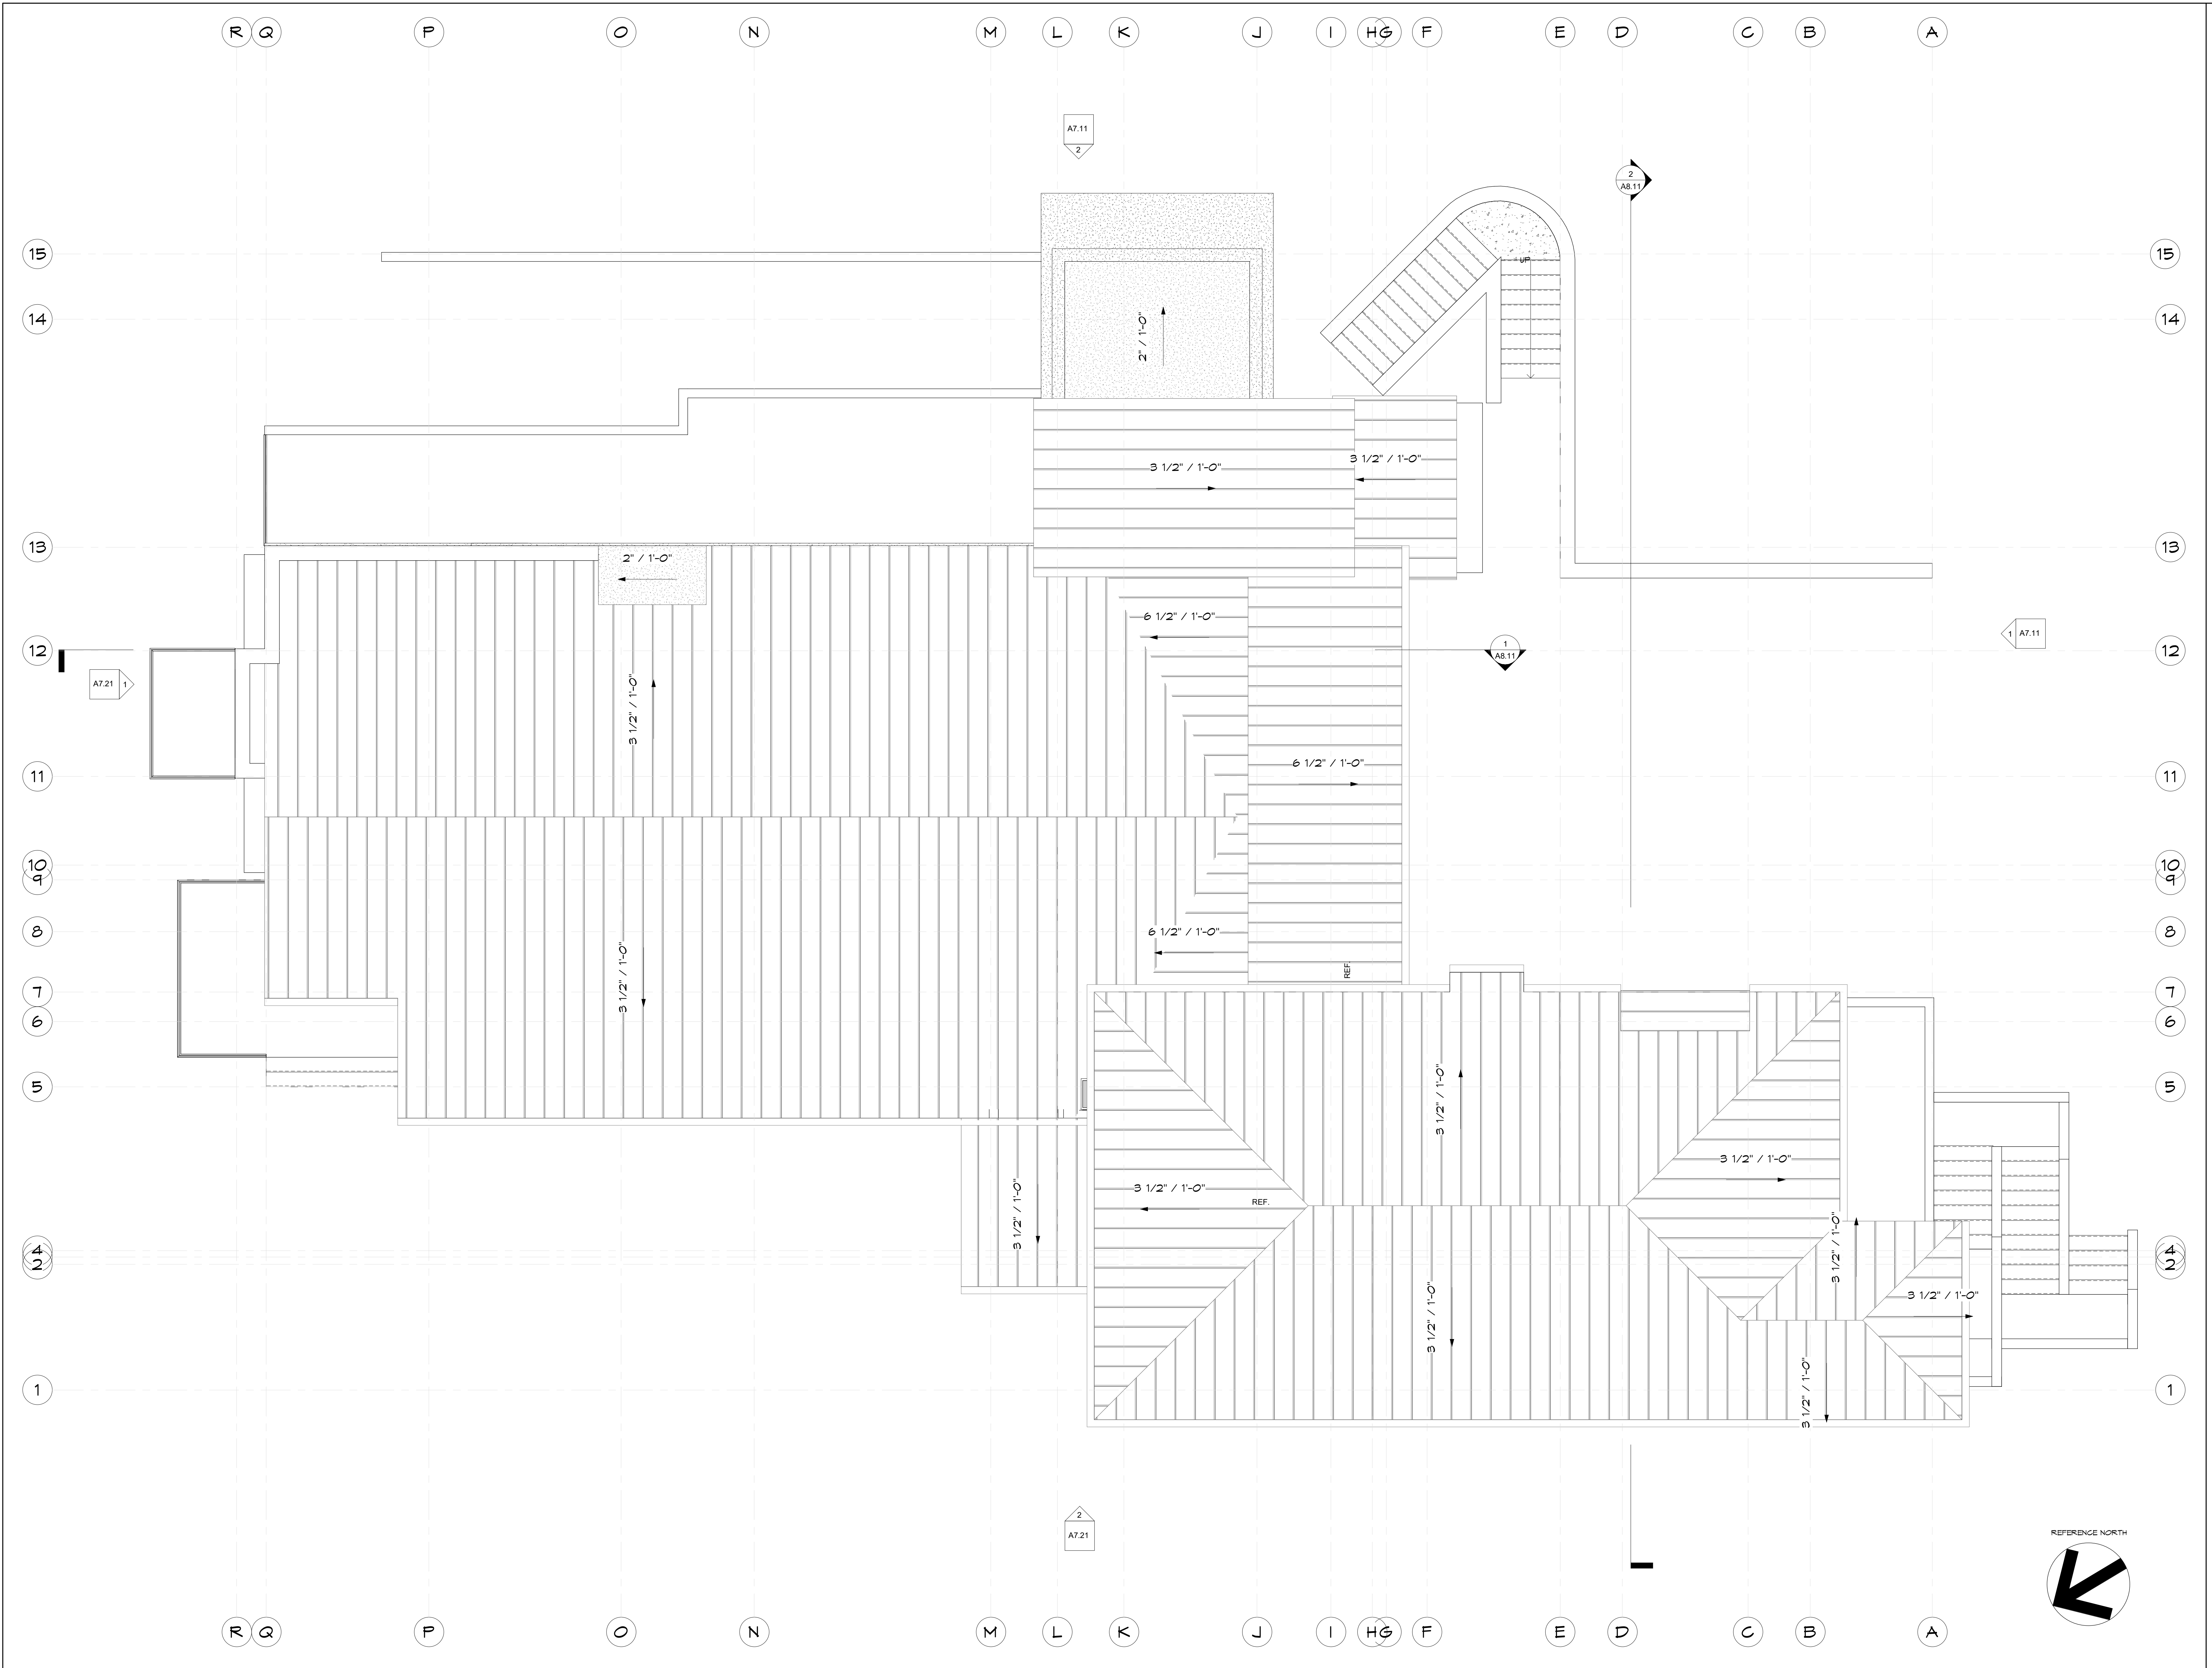 R Q P O N M L K J I H G F E D C B A
A7.11
2
2
A8.11
15 15
UP
14 14
2" / 1'-0"
3 1/2" / 1'-0"
3 1/2" / 1'-0"
13 13
2" / 1'-0"
6 1/2" / 1'-0"
1 A7.11
12 12
1
A8.11
A7.21 1
3 1/2" / 1'-0"
6 1/2" / 1'-0"
11 11
10 10
9 9
8 8
6 1/2" / 1'-0"
3 1/2" / 1'-0"
REF.
7 7
6 6
5 5
3 1/2" / 1'-0"
3 1/2" / 1'-0"
3 1/2" / 1'-0"
REF.
3 1/2" / 1'-0"
3 1/2" / 1'-0"
4 4
2 2
3 1/2" / 1'-0"
3 1/2" / 1'-0"
3 1/2" / 1'-0"
1 1
2
A7.21
REFERENCE NORTH
R Q P O N M L K J I H G F E D C B A